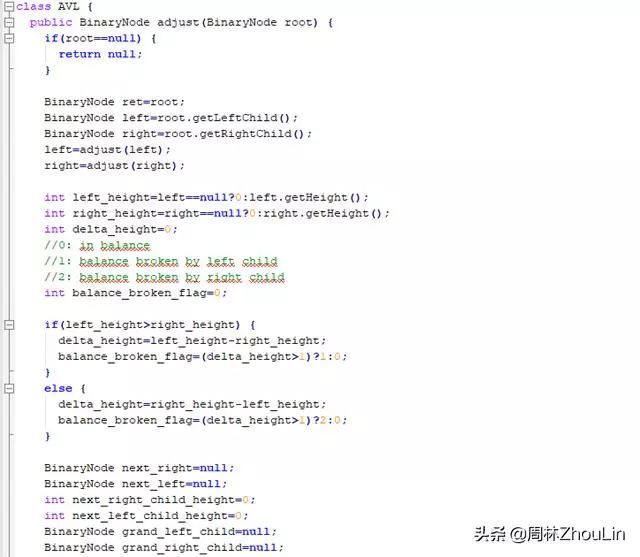 class AVL {
public BinaryNode adjust(BinaryNode root) {
if(root==null) {
return null;
}
BinaryNode ret=root;
BinaryNode left=root.getLeftChild();
BinaryNode right=root.getRightChild();
left=adjust(left);
right=adjust(right);
int left_height=left==null?0:left.getHeight();
int right_height=right==null?0:right.getHeight();
int delta_height=0;
//0: in balance
//1: balance broken by left child
//2: balance broken by right child
int balance_broken_flag=0;
if(left_height>right_height) {
delta_height=left_height-right_height;
balance_broken_flag=(delta_height>1)?1:0;
}
else {
delta_height=right_height-left_height;
balance_broken_flag=(delta_height>1)?2:0;
}
BinaryNode next_right=null;
BinaryNode next_left=null;
int next_right_child_height=0;
int next_left_child_height=0;
BinaryNode grand_left_child=null;
BinaryNode grand_right_child=null;
头条 @周林ZhouLin